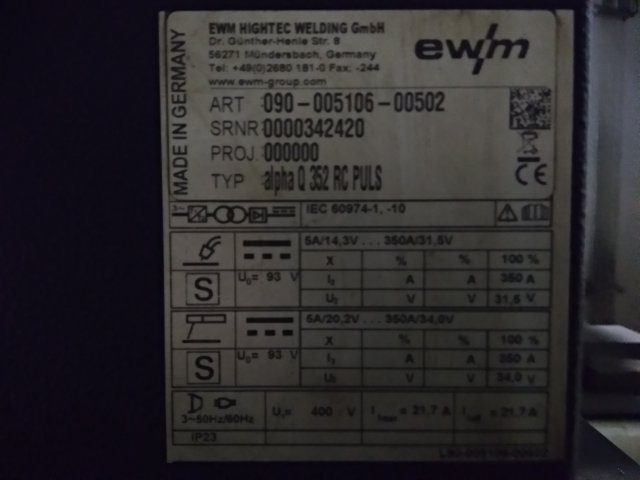 EWM HIGHTEC WELDING GmbH
Dr. Günther-Henle Str. 8
56271 Mündersbach, Germany
Tel: +49(0)2680 181-0 Fax: -244
www.ewm-group.com
ewm
MADE IN GERMANY
ART 090-005106-00502
SRNR 0000342420
PROJ. 000000
TYP alpha Q 352 RC PULS
CE
IEC 60974-1, -10
5A/14,3V ... 350A/31,5V
X % % 100 %
I₂ A A 350 A
U₂ V V 31,5 V
S U₀= 93 V
5A/20,2V ... 350A/34,0V
X % % 100 %
I₂ A A 350 A
U₂ V V 34,0 V
S U₀= 93 V
3~50Hz/60Hz
U₁= 400 V I₁max = 21,7 A I₁eff = 21,7 A
IP23